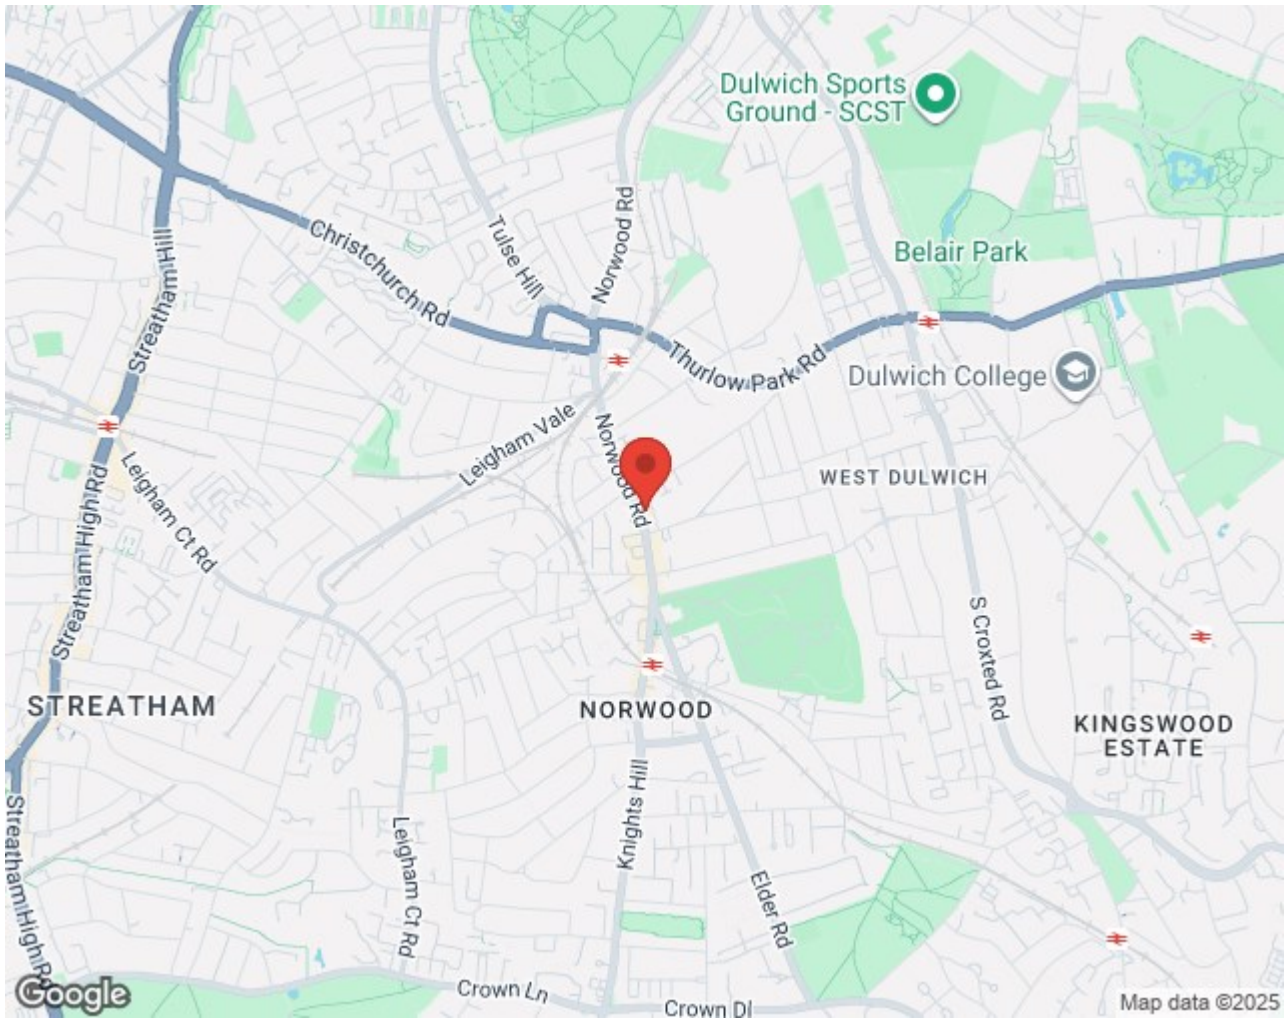 Dulwich Sports
Ground - SCST
Norwood Rd
Tulse Hill
Christchurch Rd
Streatham Hill
Belair Park
Thurlow Park Rd
Dulwich College
Leigham Vale
Norwood Rd
Leigham Ct Rd
Streatham High Rd
WEST DULWICH
S Croxted Rd
STREATHAM
NORWOOD
KINGSWOOD
ESTATE
Knights Hill
Streatham High Rd
Leigham Ct Rd
Elder Rd
Crown Ln
Crown Dl
Google
Map data ©2025